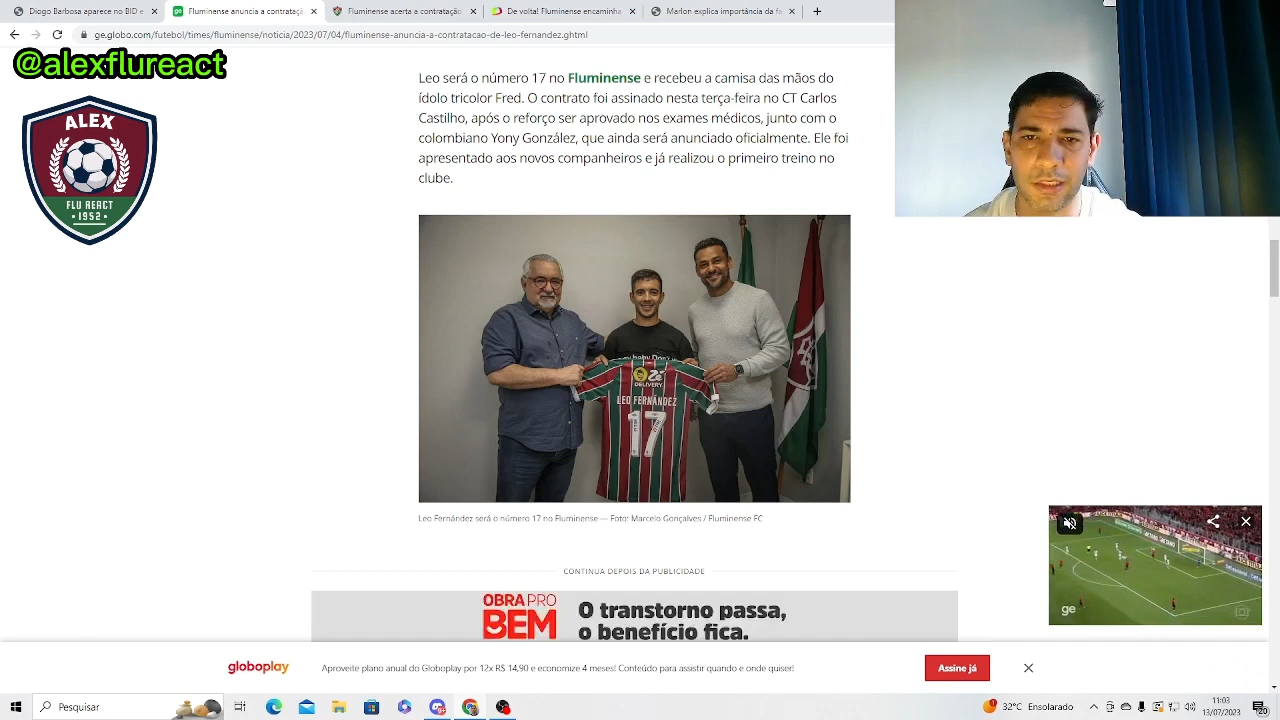 Diogo Barbosa aparece no BID e
Fluminense anuncia a contrataçã
Fluminense acerta a contratação
De volta! Fluminense encaminha
Marlon explica importância da fa
ge.globo.com/futebol/times/fluminense/noticia/2023/07/04/fluminense-anuncia-a-contratacao-de-leo-fernandez.ghtml
@alexflureact
ALEX
FLU REACT
• 1952 •
Leo será o número 17 no Fluminense e recebeu a camisa das mãos do
ídolo tricolor Fred. O contrato foi assinado nesta terça-feira no CT Carlos
Castilho, após o reforço ser aprovado nos exames médicos, junto com o
colombiano Yony González, que ainda será anunciado oficialmente. Ele foi
apresentado aos novos companheiros e já realizou o primeiro treino no
clube.
Zé
DELIVERY
LEO FERNÁNDEZ
17
Leo Fernández será o número 17 no Fluminense — Foto: Marcelo Gonçalves / Fluminense FC
ge
CONTINUA DEPOIS DA PUBLICIDADE
OBRA PRO
BEM
O transtorno passa,
o benefício fica.
globoplay
Aproveite plano anual do Globoplay por 12x R$ 14,90 e economize 4 meses! Conteúdo para assistir quando e onde quiser!
Assine já
Pesquisar
32°C Ensolarado
11:03
13/07/2023